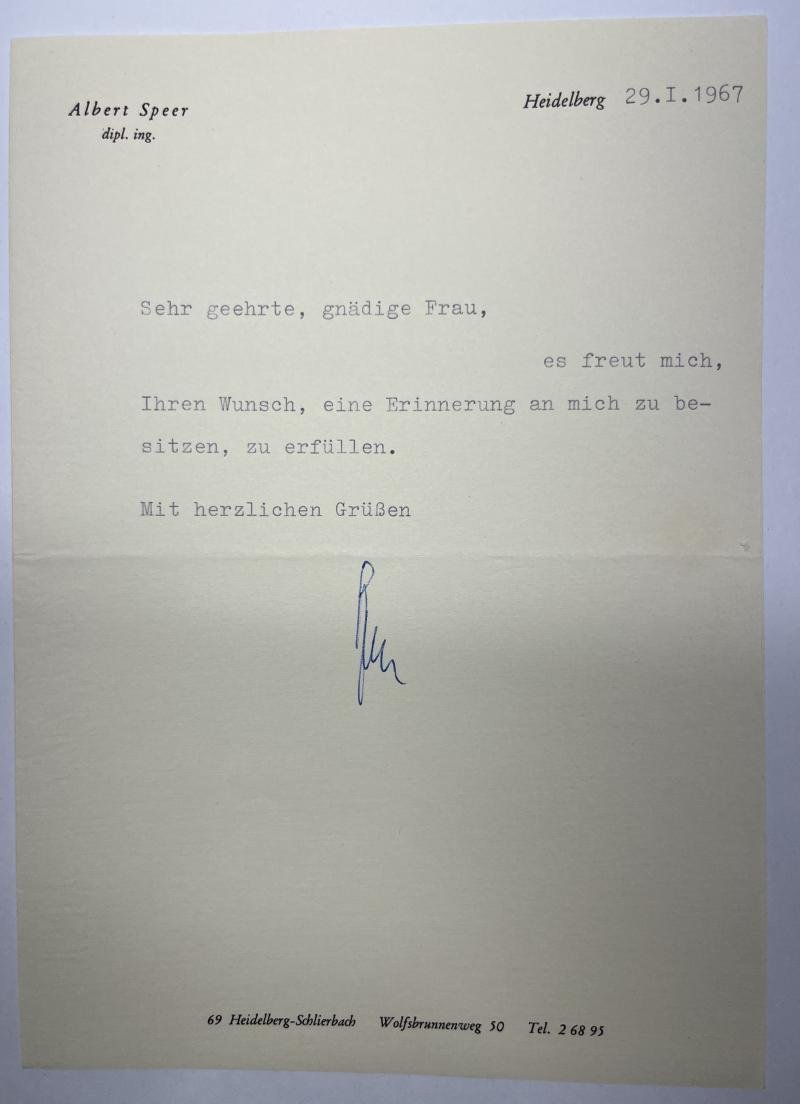 Albert Speer
dipl. ing.
Heidelberg 29.I.1967
Sehr geehrte, gnädige Frau,
es freut mich,
Ihren Wunsch, eine Erinnerung an mich zu be-
sitzen, zu erfüllen.
Mit herzlichen Grüßen
69 Heidelberg-Schlierbach Wolfsbrunnenweg 50 Tel. 2 68 95